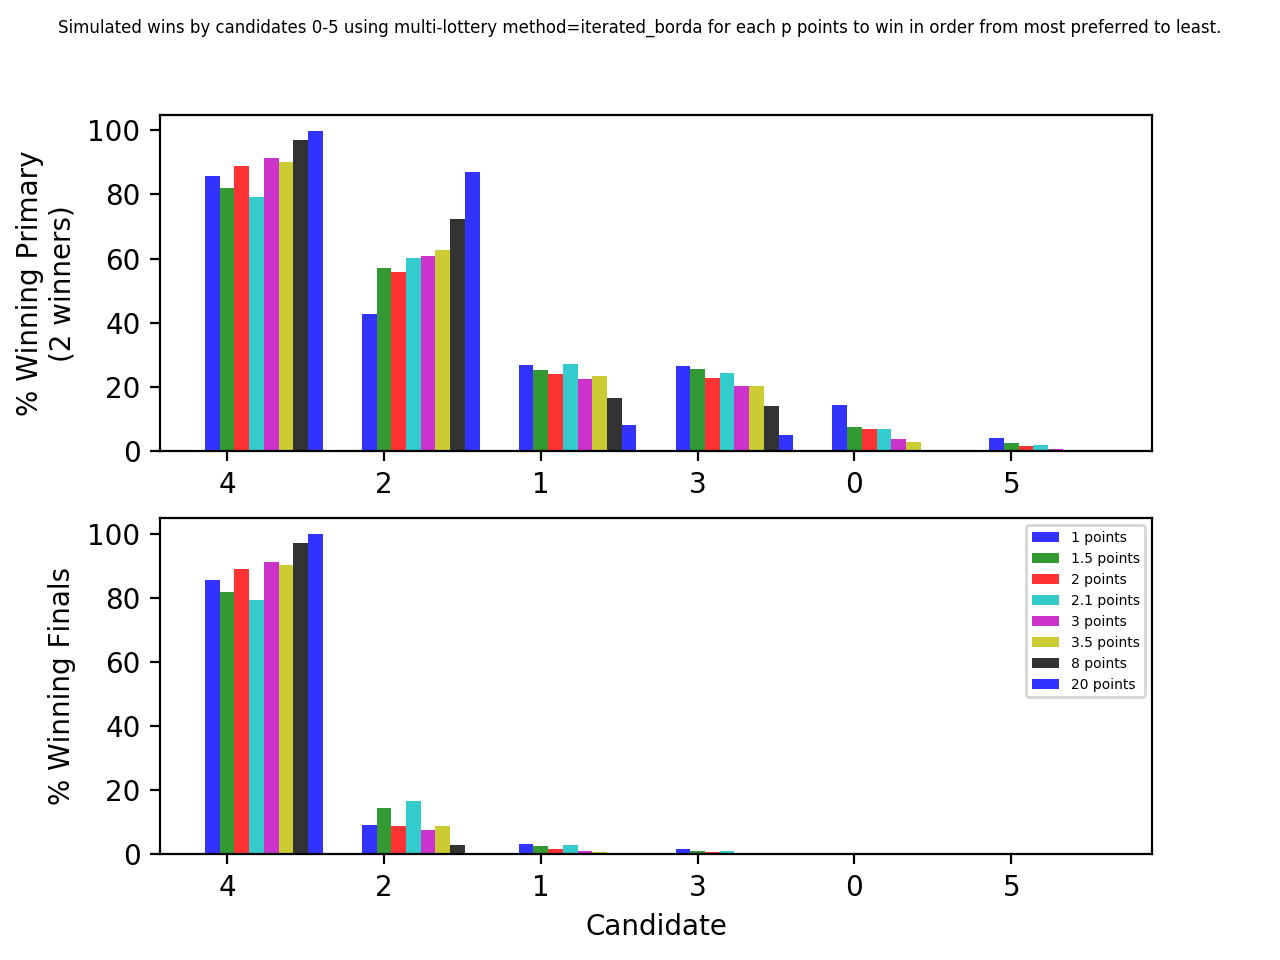 Simulated wins by candidates 0-5 using multi-lottery method=iterated_borda for each p points to win in order from most preferred to least.
% Winning Primary
(2 winners)
100
80
60
40
20
0
4 2 1 3 0 5
% Winning Finals
100
80
60
40
20
0
1 points
1.5 points
2 points
2.1 points
3 points
3.5 points
8 points
20 points
4 2 1 3 0 5
Candidate